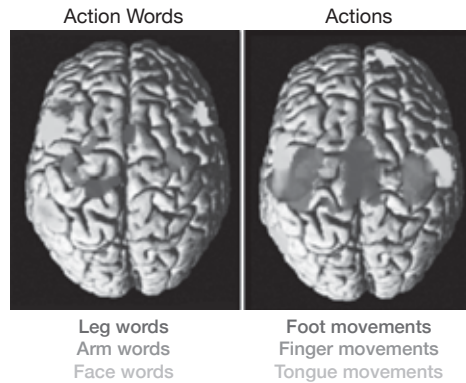 Action Words
Actions
Leg words
Arm words
Face words
Foot movements
Finger movements
Tongue movements